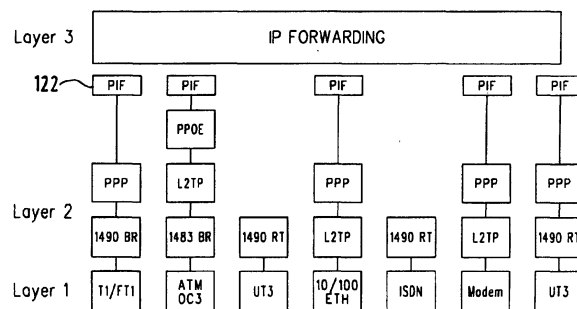 Layer 3
IP FORWARDING
122
PIF PIF PIF PIF PIF
PPOE
PPP L2TP PPP PPP PPP
Layer 2
1490 BR 1483 BR 1490 RT L2TP 1490 RT L2TP 1490 RT
Layer 1
T1/FT1 ATM OC3 UT3 10/100 ETH ISDN Modem UT3